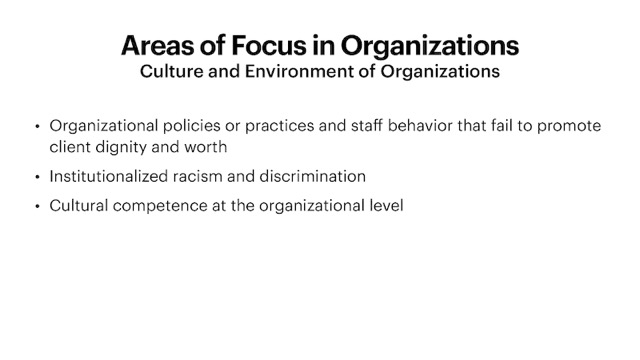 Areas of Focus in Organizations
Culture and Environment of Organizations
• Organizational policies or practices and staff behavior that fail to promote
client dignity and worth
• Institutionalized racism and discrimination
• Cultural competence at the organizational level